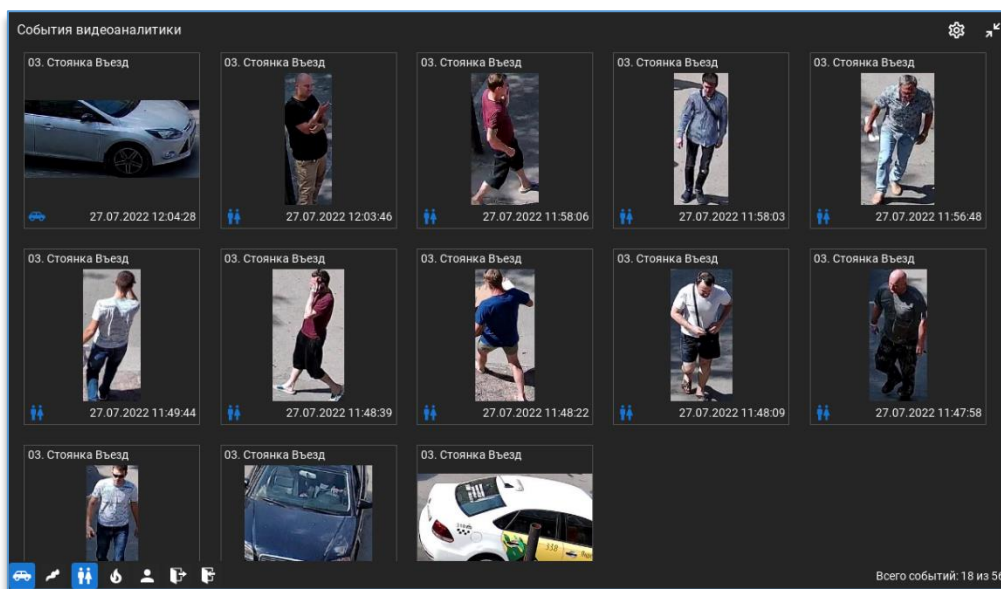 События видеоаналитики
03. Стоянка Въезд
03. Стоянка Въезд
03. Стоянка Въезд
03. Стоянка Въезд
03. Стоянка Въезд
27.07.2022 12:04:28
27.07.2022 12:03:46
27.07.2022 11:58:06
27.07.2022 11:58:03
27.07.2022 11:56:48
03. Стоянка Въезд
03. Стоянка Въезд
03. Стоянка Въезд
03. Стоянка Въезд
03. Стоянка Въезд
27.07.2022 11:49:44
27.07.2022 11:48:39
27.07.2022 11:48:22
27.07.2022 11:48:09
27.07.2022 11:47:58
03. Стоянка Въезд
03. Стоянка Въезд
03. Стоянка Въезд
338
Всего событий: 18 из 56